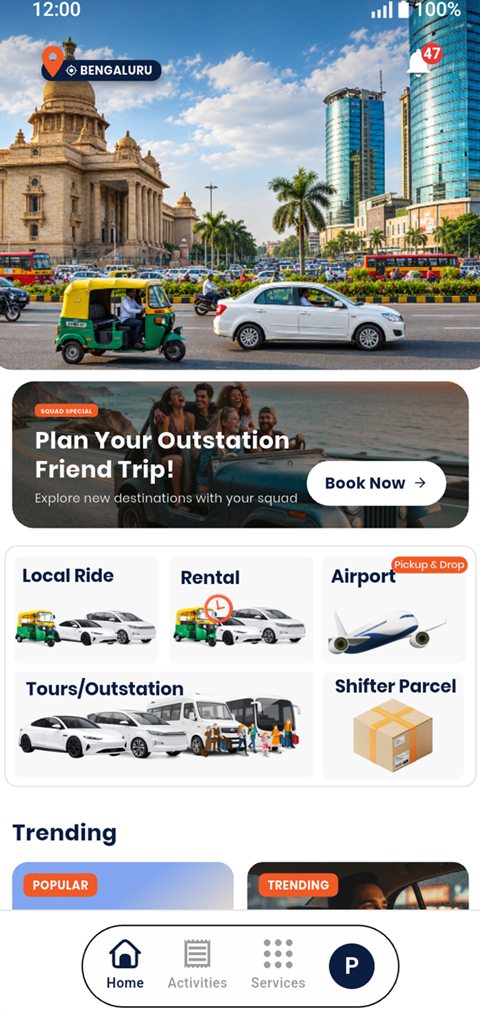 12:00
100%
BENGALURU
47
SQUAD SPECIAL
Plan Your Outstation
Friend Trip!
Explore new destinations with your squad
Book Now →
Local Ride
Rental
Airport
Pickup & Drop
Tours/Outstation
Shifter Parcel
Trending
POPULAR
TRENDING
Home
Activities
Services
P